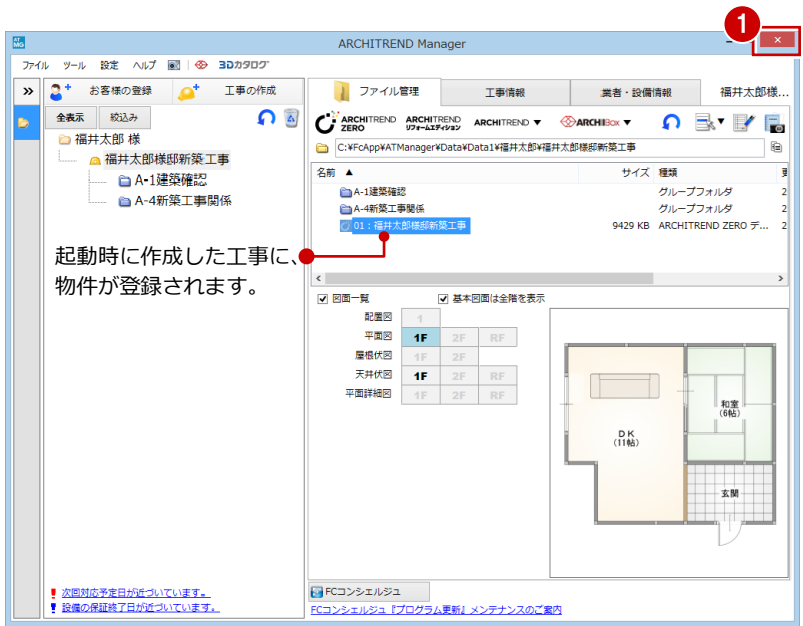 1
AT MG
ARCHITREND Manager
ファイル ツール 設定 ヘルプ 3Dカタログ
お客様の登録 工事の作成
全表示 絞込み
福井太郎 様
福井太郎様邸新築工事
A-1建築確認
A-4新築工事関係
起動時に作成した工事に、
物件が登録されます。
次回対応予定日が近づいています。
設備の保証終了日が近づいています。
ファイル管理 工事情報 業者・設備情報 福井太郎様...
ARCHITREND ZERO ARCHITREND リフォームエディション ARCHITREND ▼ ARCHIBox ▼
C:¥FcApp¥ATManager¥Data¥Data1¥福井太郎¥福井太郎様邸新築工事
名前 ▲ サイズ 種類 更
A-1建築確認 グループフォルダ 2
A-4新築工事関係 グループフォルダ 2
01:福井太郎様邸新築工事 9429 KB ARCHITREND ZERO デ... 2
図面一覧 基本図面は全階を表示
配置図 1
平面図 1F 2F RF
屋根伏図 1F 2F
天井伏図 1F 2F RF
平面詳細図 1F 2F RF
和室
(6帖)
DK
(11帖)
玄関
FCコンシェルジュ
FCコンシェルジュ『プログラム更新』メンテナンスのご案内